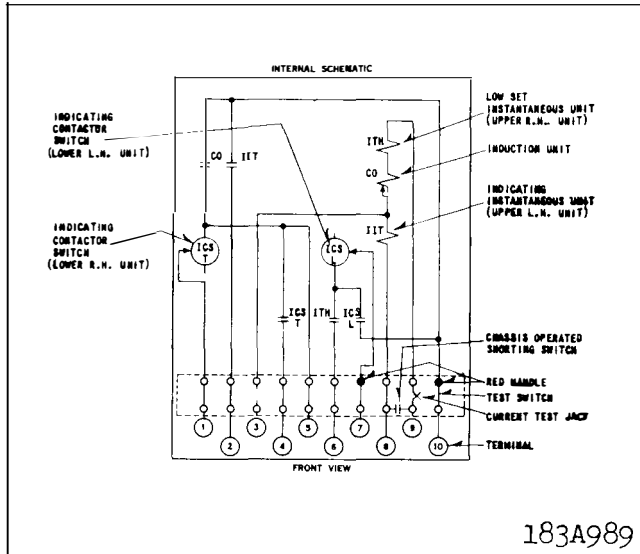 INTERNAL SCHEMATIC
INDICATING
CONTACTOR
SWITCH
(LOWER L.H. UNIT)
LOW SET
INSTANTANEOUS UNIT
(UPPER R.H. UNIT)
ITH
INDUCTION UNIT
CO IIT
CO
INDICATING
INSTANTANEOUS UNIT
(UPPER L.H. UNIT)
INDICATING
CONTACTOR
SWITCH
(LOWER R.H. UNIT)
ICS
T
ICS
L
IIT
ICS
T
ITH
ICS
L
CHASSIS OPERATED
SHORTING SWITCH
RED HANDLE
TEST SWITCH
CURRENT TEST JACK
1 3 5 7 9
2 4 6 8 10
TERMINAL
FRONT VIEW
183A989